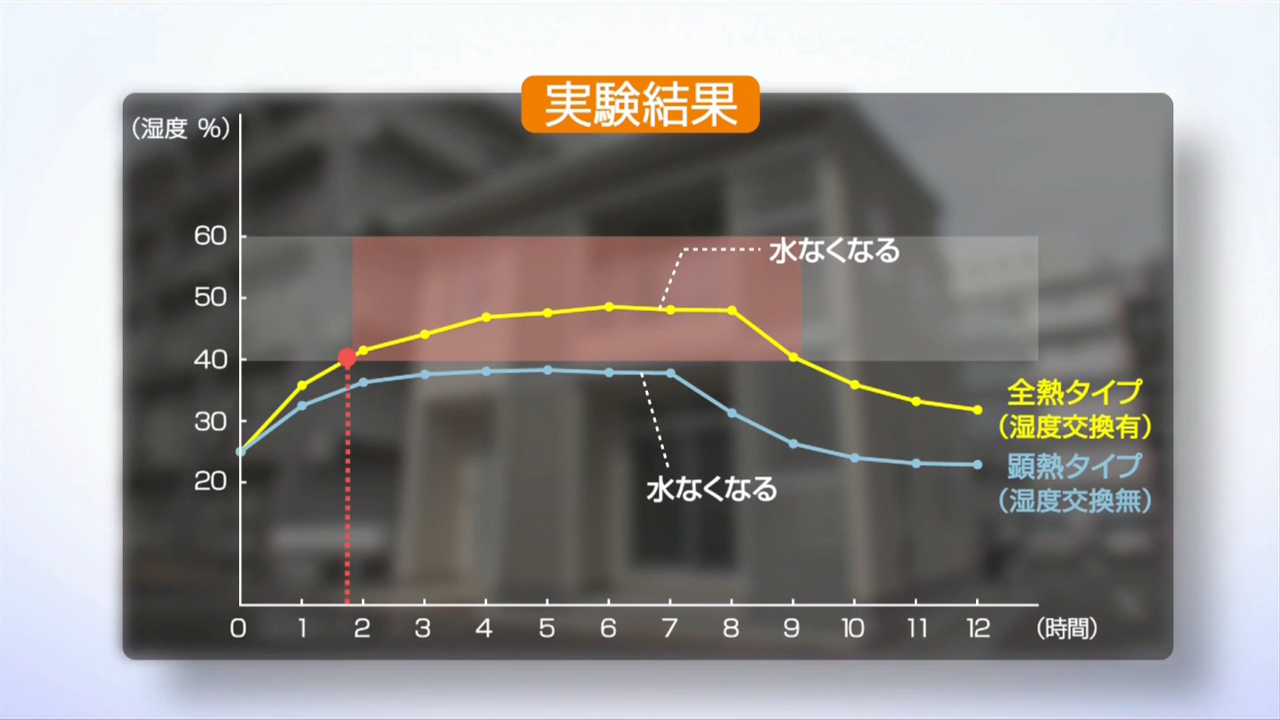 実験結果
（湿度 %）
60
50
40
30
20
水なくなる
水なくなる
全熱タイプ
（湿度交換有）
顕熱タイプ
（湿度交換無）
0 1 2 3 4 5 6 7 8 9 10 11 12 （時間）